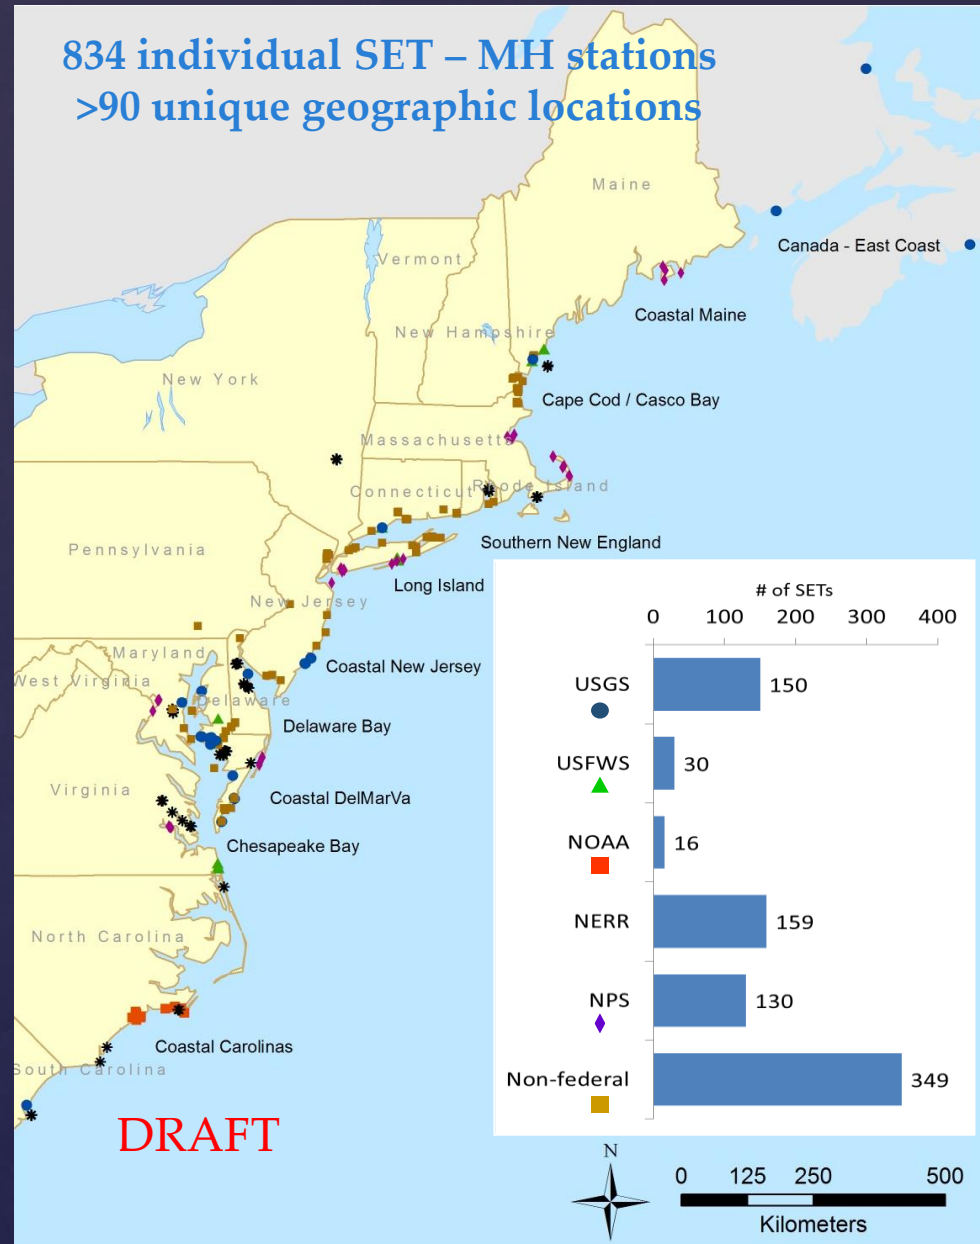 834 individual SET – MH stations
>90 unique geographic locations
Maine
Canada - East Coast
Vermont
Coastal Maine
New Hampshire
New York
Cape Cod / Casco Bay
Massachusetts
Connecticut
Rhode Island
Southern New England
Pennsylvania
Long Island
New Jersey
Maryland
Coastal New Jersey
West Virginia
Delaware
Delaware Bay
Virginia
Coastal DelMarVa
Chesapeake Bay
North Carolina
Coastal Carolinas
South Carolina
DRAFT
# of SETs
0 100 200 300 400
USGS 150
USFWS 30
NOAA 16
NERR 159
NPS 130
Non-federal 349
N
0 125 250 500
Kilometers